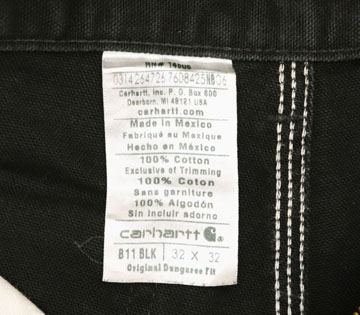 RN# 14806
Carhartt, Inc. P.O. Box 600
Dearborn, MI 48121 USA
carhartt.com
Made in Mexico
Fabriqué au Mexique
Hecho en México
100% Cotton
Exclusive of Trimming
100% Coton
Sans garniture
100% Algodón
Sin incluir adorno
carhartt
B11 BLK 32 X 32
Original Dungaree Fit